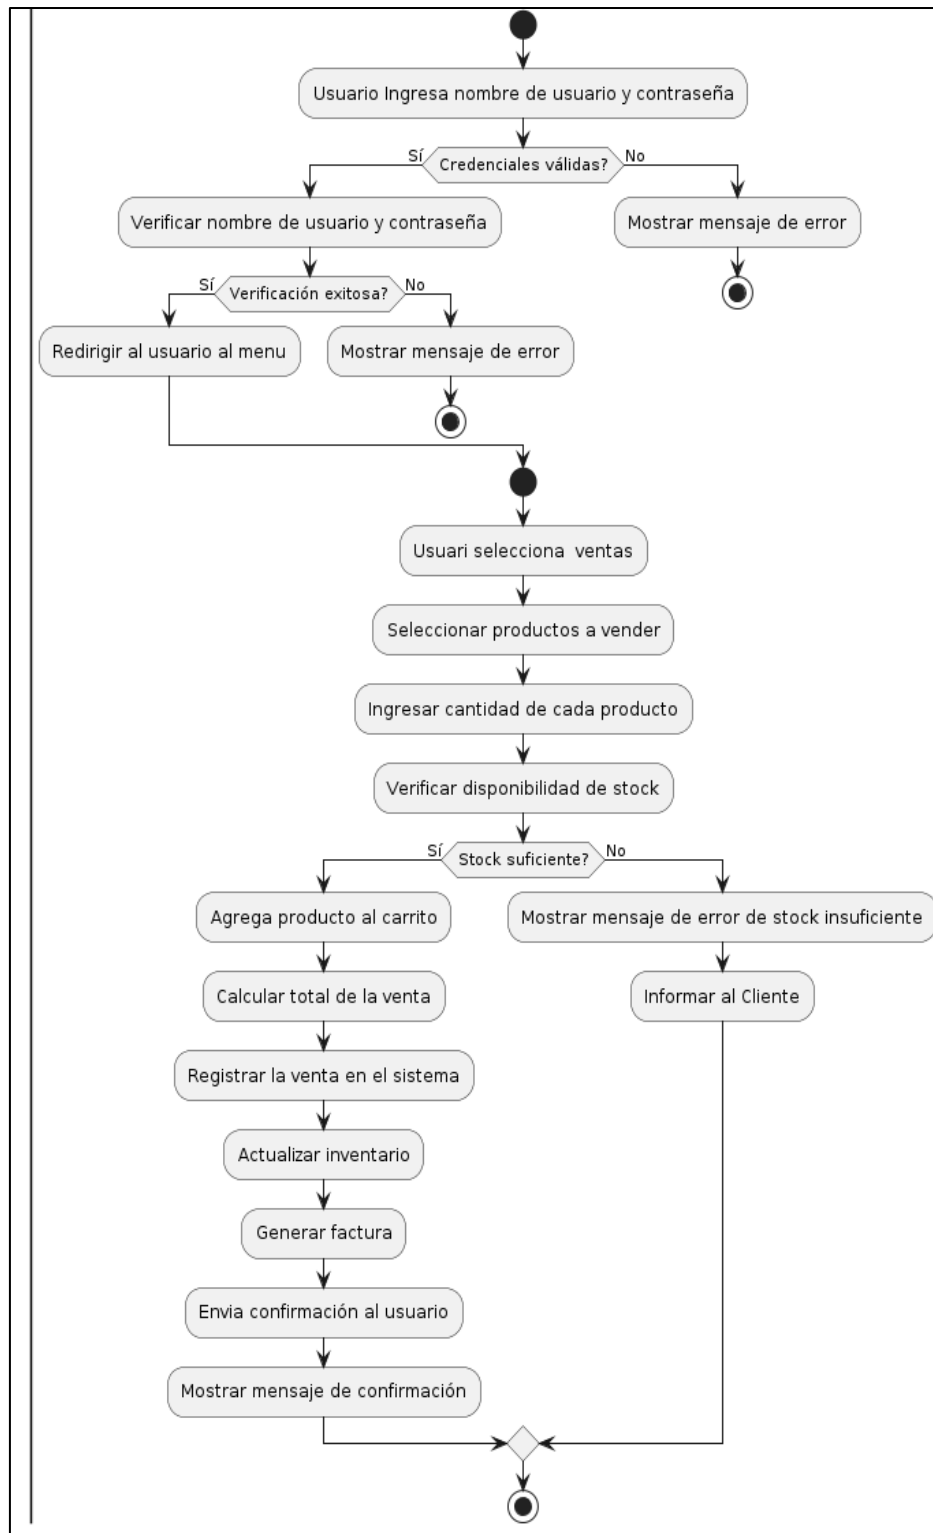 Usuario Ingresa nombre de usuario y contraseña
Sí
Credenciales válidas?
No
Verificar nombre de usuario y contraseña
Mostrar mensaje de error
Sí
Verificación exitosa?
No
Redirigir al usuario al menu
Mostrar mensaje de error
Usuari selecciona  ventas
Seleccionar productos a vender
Ingresar cantidad de cada producto
Verificar disponibilidad de stock
Sí
Stock suficiente?
No
Agrega producto al carrito
Mostrar mensaje de error de stock insuficiente
Calcular total de la venta
Informar al Cliente
Registrar la venta en el sistema
Actualizar inventario
Generar factura
Envia confirmación al usuario
Mostrar mensaje de confirmación